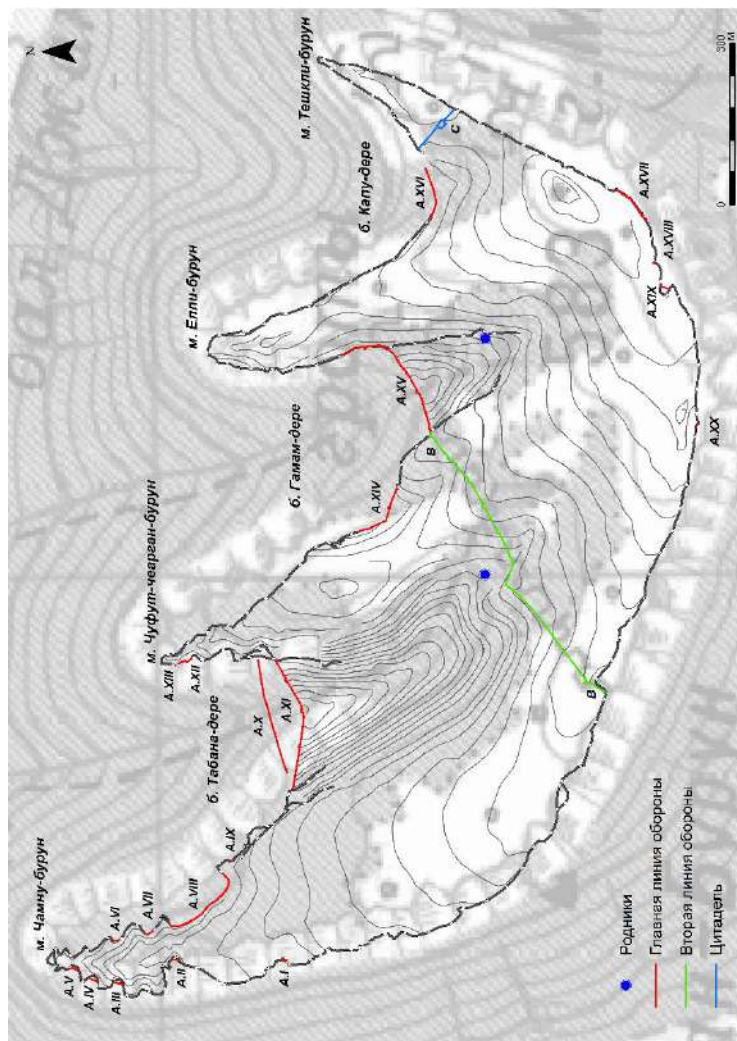 N
м. Чамну-бурун
м. Чуфут-чеарган-бурун
м. Елли-бурун
м. Тешкли-бурун
б. Табана-дере
б. Гамам-дере
б. Капу-дере
А.I
А.II
А.III
А.IV
А.V
А.VI
А.VII
А.VIII
А.IX
А.X
А.XI
А.XII
А.XIII
А.XIV
А.XV
А.XVI
А.XVII
А.XVIII
А.XIX
А.XX
В
В
С
Родники
Главная линия обороны
Вторая линия обороны
Цитадель
0
300
М